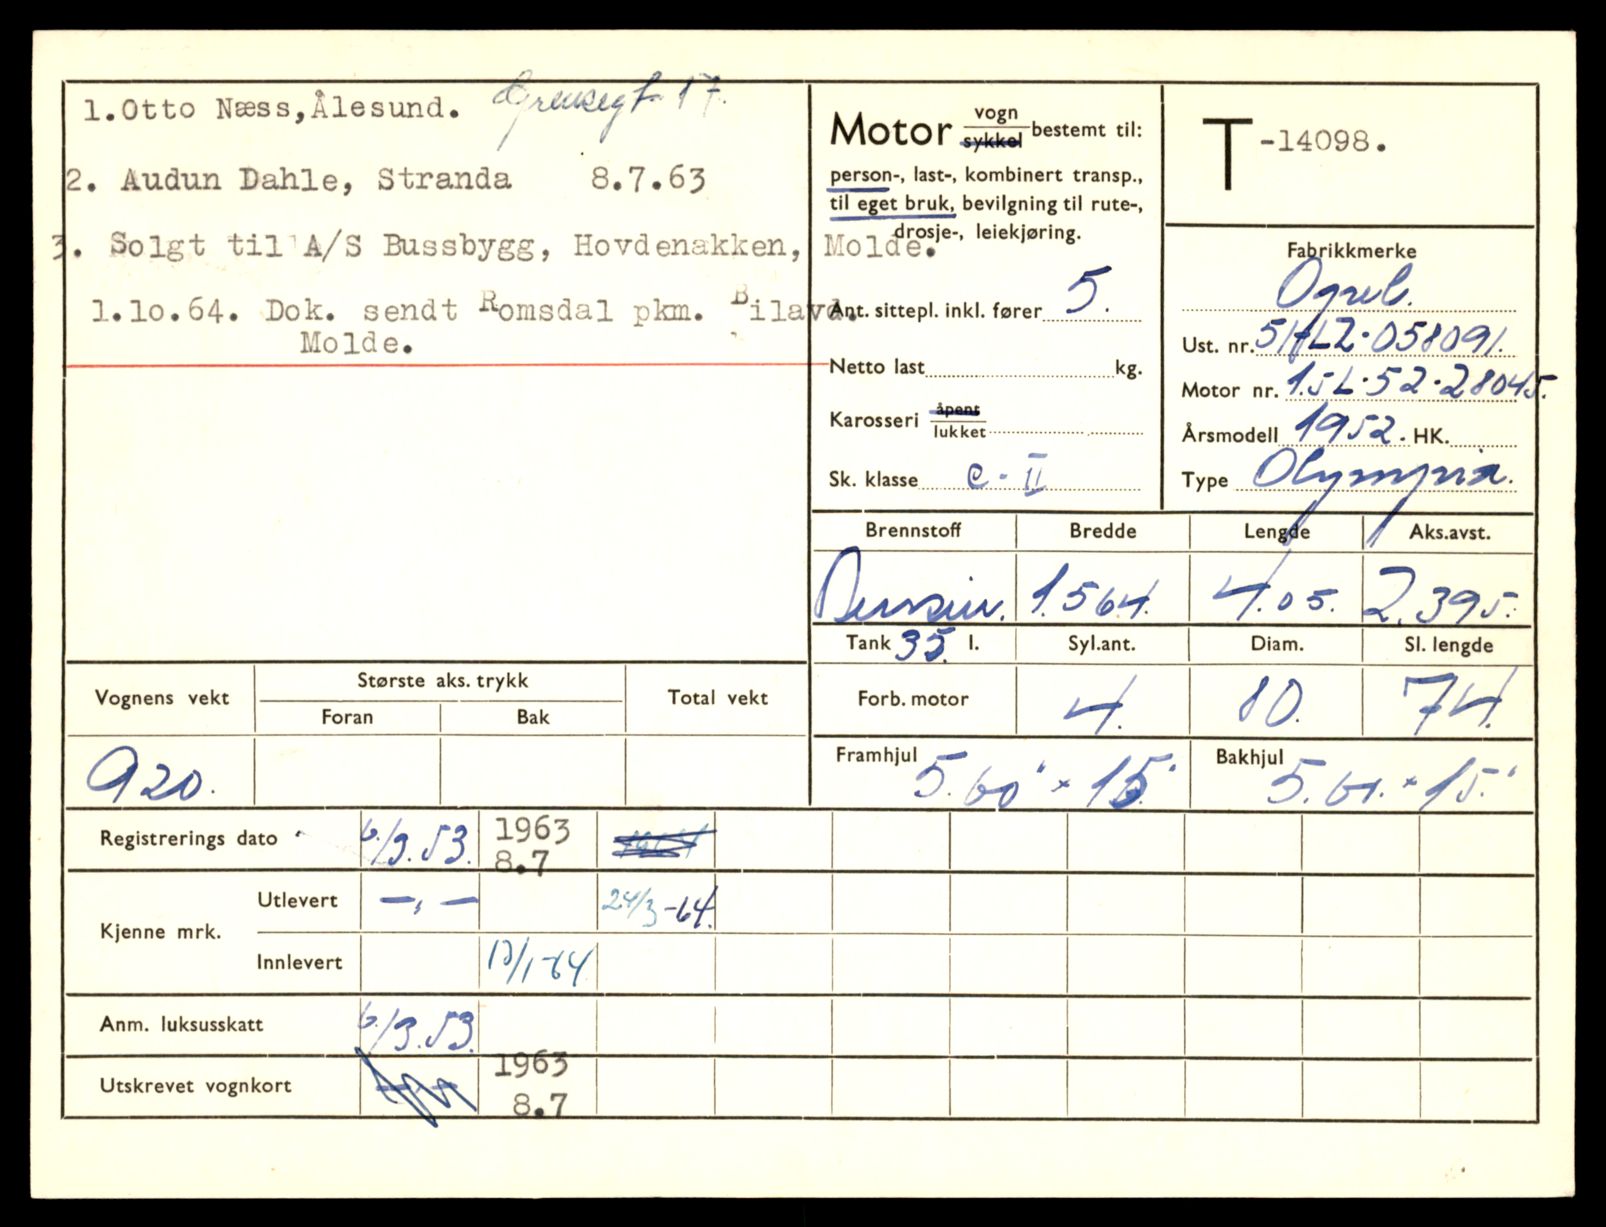 1.Otto Næss,Ålesund. Grensegt. 17.
2. Audun Dahle, Stranda 8.7.63
3. Solgt til A/S Bussbygg, Hovdenakken, Molde.
1.10.64. Dok. sendt Romsdal pkm. Bilavd.
Molde.
Motor vogn sykkel bestemt til:
person-, last-, kombinert transp.,
til eget bruk, bevilgning til rute-,
drosje-, leiekjøring.
Ant. sittepl. inkl. fører 5.
Netto last kg.
Karosseri åpent lukket
Sk. klasse c - II
T -14098.
Fabrikkmerke
Opel.
Ust. nr. 51HLZ·058091.
Motor nr. 1.5L·52·28045.
Årsmodell 1952. HK.
Type Olympia.
Brennstoff Bredde Lengde Aks.avst.
Bensin. 1.564. 4.05. 2.395.
Tank 35. l. Syl.ant. Diam. Sl. lengde
Forb. motor 4. 80. 74.
Framhjul 5.60" × 15" Bakhjul 5.60. × 15."
Vognens vekt Største aks. trykk Total vekt
Foran Bak
920.
Registrerings dato 6/3.53. 1963
8.7
Kjenne mrk. Utlevert —,— 24/3-64.
Innlevert 13/1-64
Anm. luksusskatt 6/3.53.
Utskrevet vognkort 1963
8.7